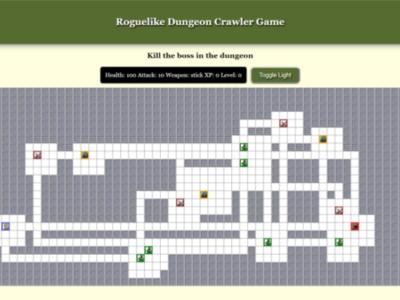 Roguelike Dungeon Crawler Game
Kill the boss in the dungeon
Health: 100 Attack: 10 Weapon: stick XP: 0 Level: 0
Toggle Light